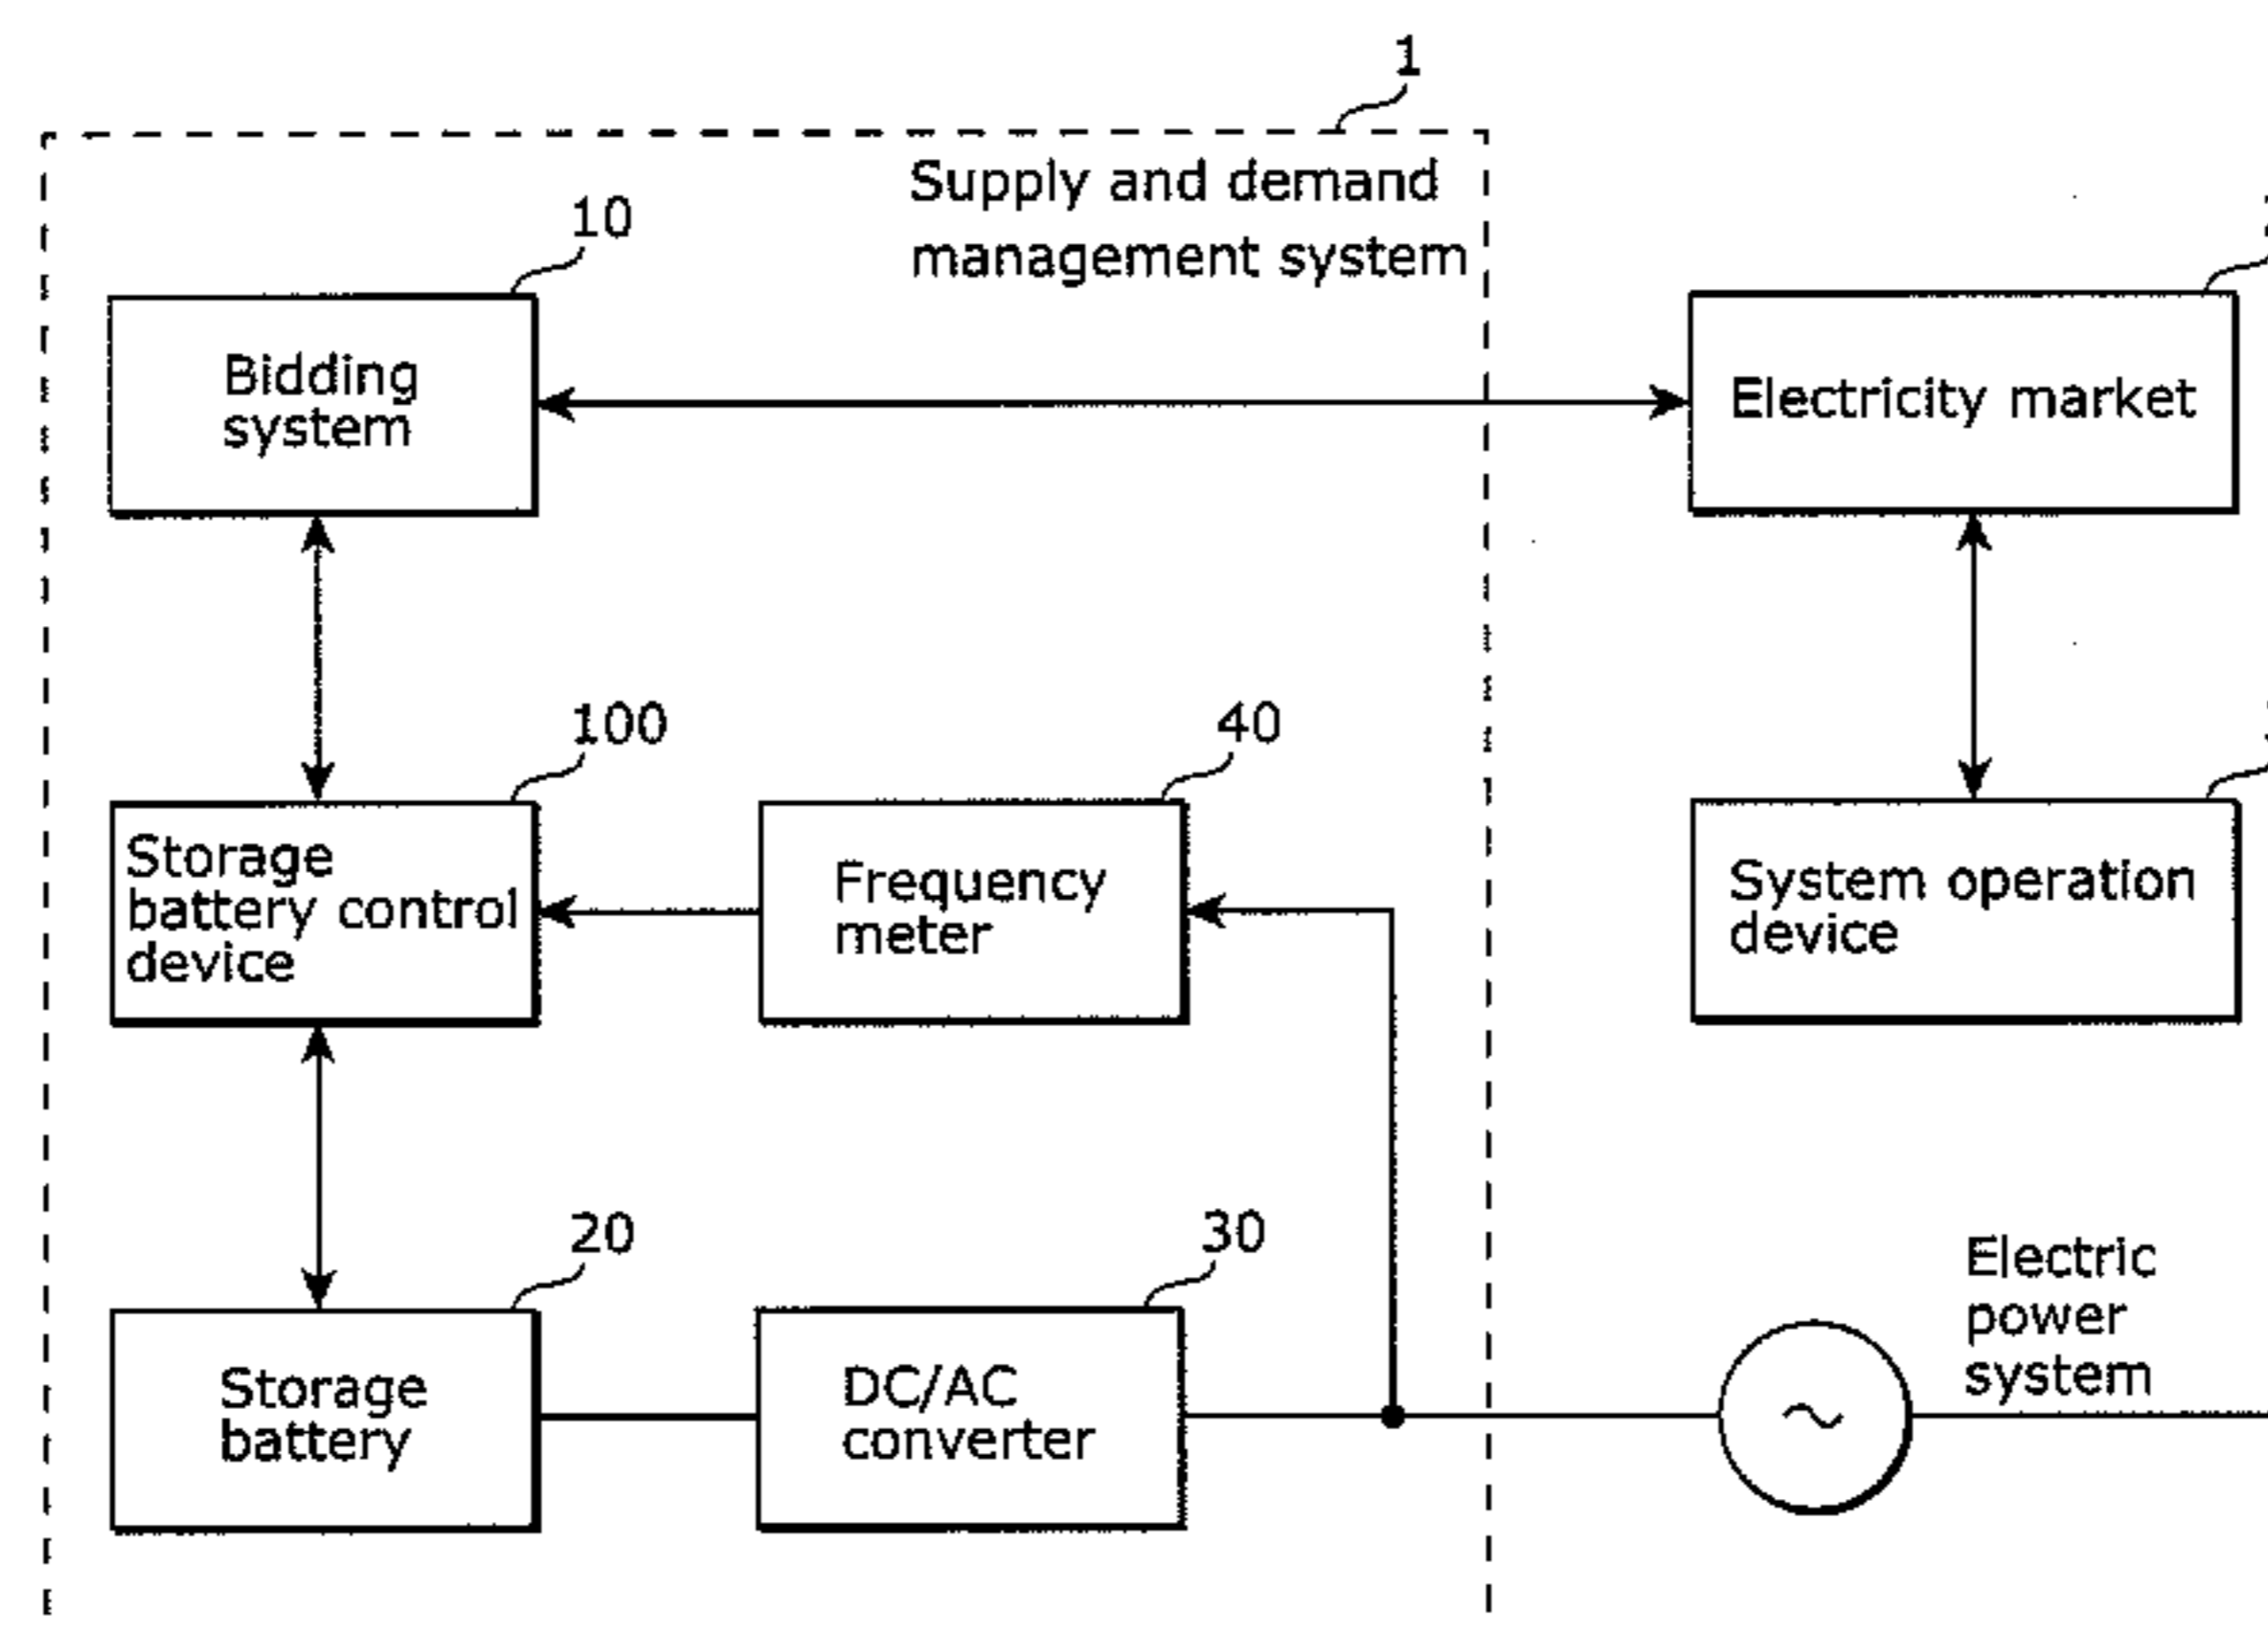 1
Supply and demand
management system
10
Bidding
system
Electricity market
100
Storage
battery control
device
40
Frequency
meter
System operation
device
20
Storage
battery
30
DC/AC
converter
Electric
power
system